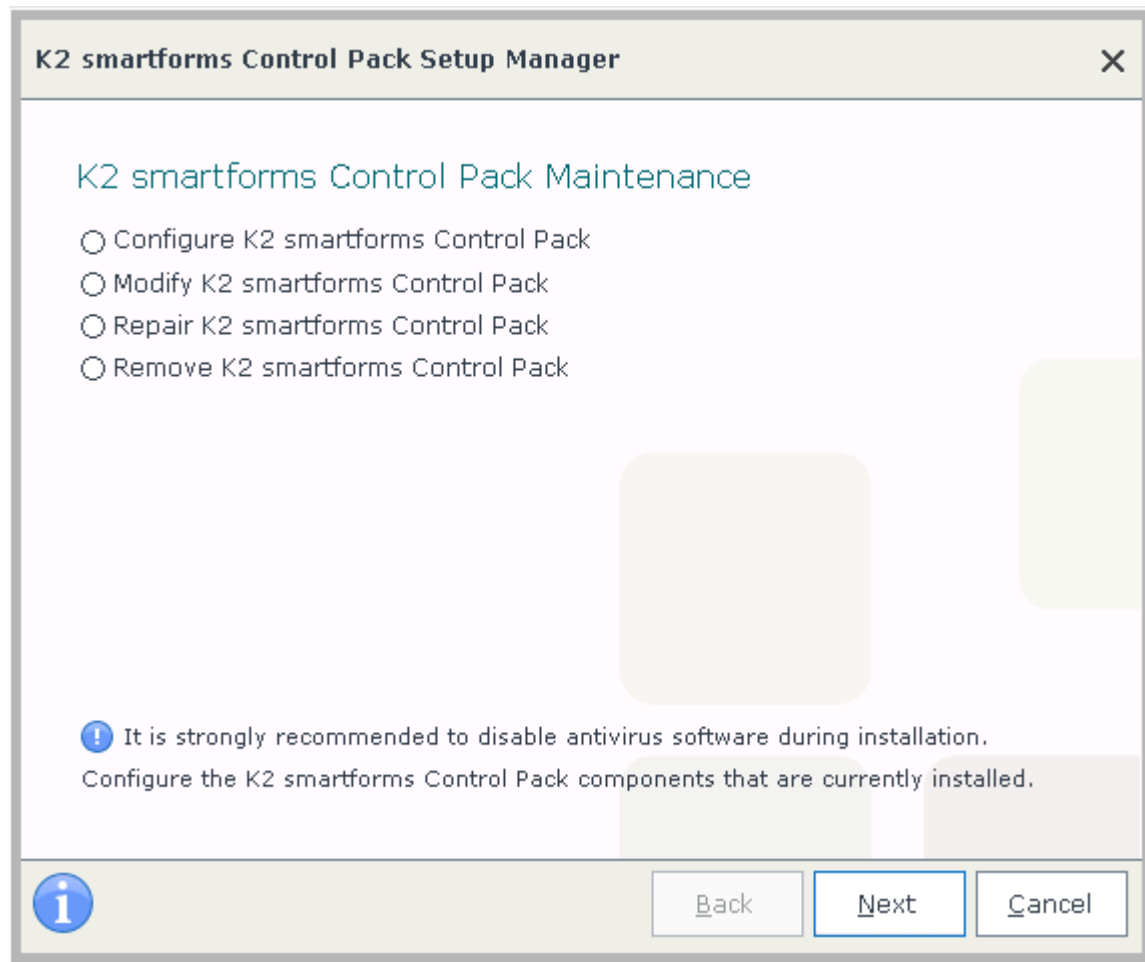 K2 smartforms Control Pack Setup Manager
K2 smartforms Control Pack Maintenance
Configure K2 smartforms Control Pack
Modify K2 smartforms Control Pack
Repair K2 smartforms Control Pack
Remove K2 smartforms Control Pack
It is strongly recommended to disable antivirus software during installation.
Configure the K2 smartforms Control Pack components that are currently installed.
Back Next Cancel